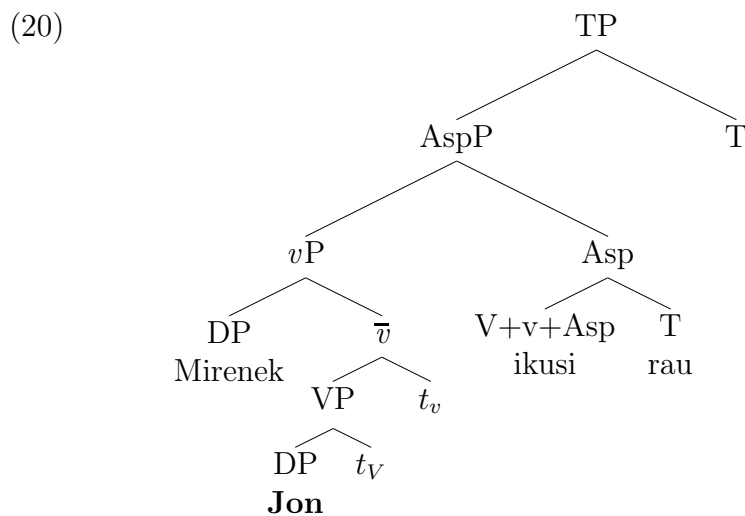 (20) TP
AspP T
vP Asp
DP v̅ V+v+Asp T
Mirenek ikusi rau
VP t_v
DP t_V
Jon